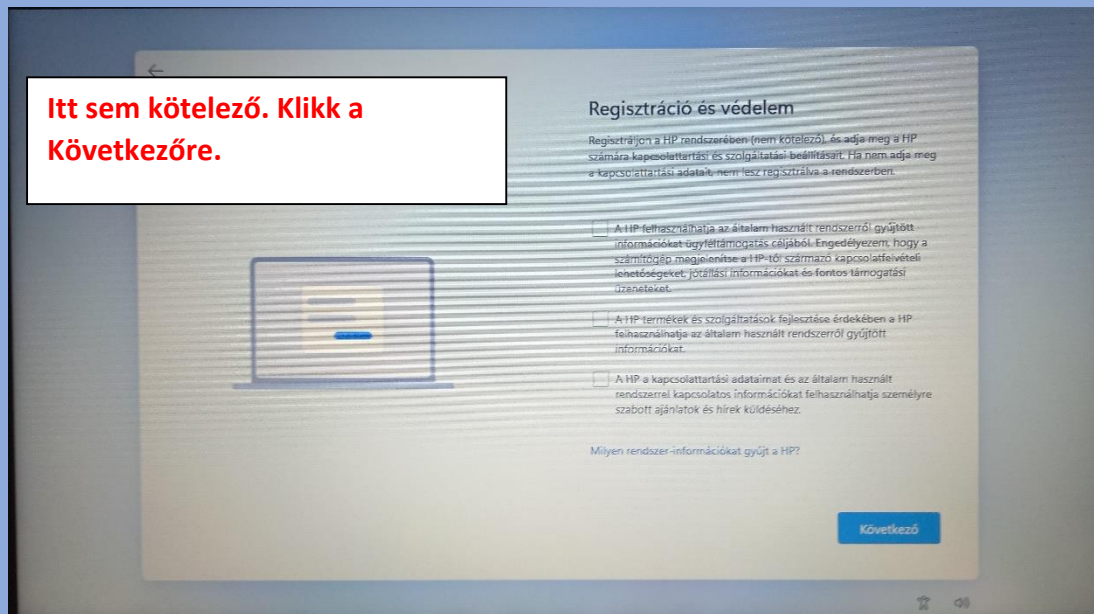 Itt sem kötelező. Klikk a
Következőre.
Regisztráció és védelem
Regisztráljon a HP rendszerében (nem kötelező), és adja meg a HP
számára kapcsolattartási és szolgáltatási beállításait. Ha nem adja meg
a kapcsolattartási adatait, nem lesz regisztrálva a rendszerben.
A HP felhasználhatja az általam használt rendszerről gyűjtött
információkat ügyféltámogatás céljából. Engedélyezem, hogy a
számítógép megjelenítse a HP-től származó kapcsolatfelvételi
lehetőségeket, jótállási információkat és fontos támogatási
üzeneteket.
A HP termékek és szolgáltatások fejlesztése érdekében a HP
felhasználhatja az általam használt rendszerről gyűjtött
információkat.
A HP a kapcsolattartási adataimat és az általam használt
rendszerrel kapcsolatos információkat felhasználhatja személyre
szabott ajánlatok és hírek küldéséhez.
Milyen rendszer-információkat gyűjt a HP?
Következő